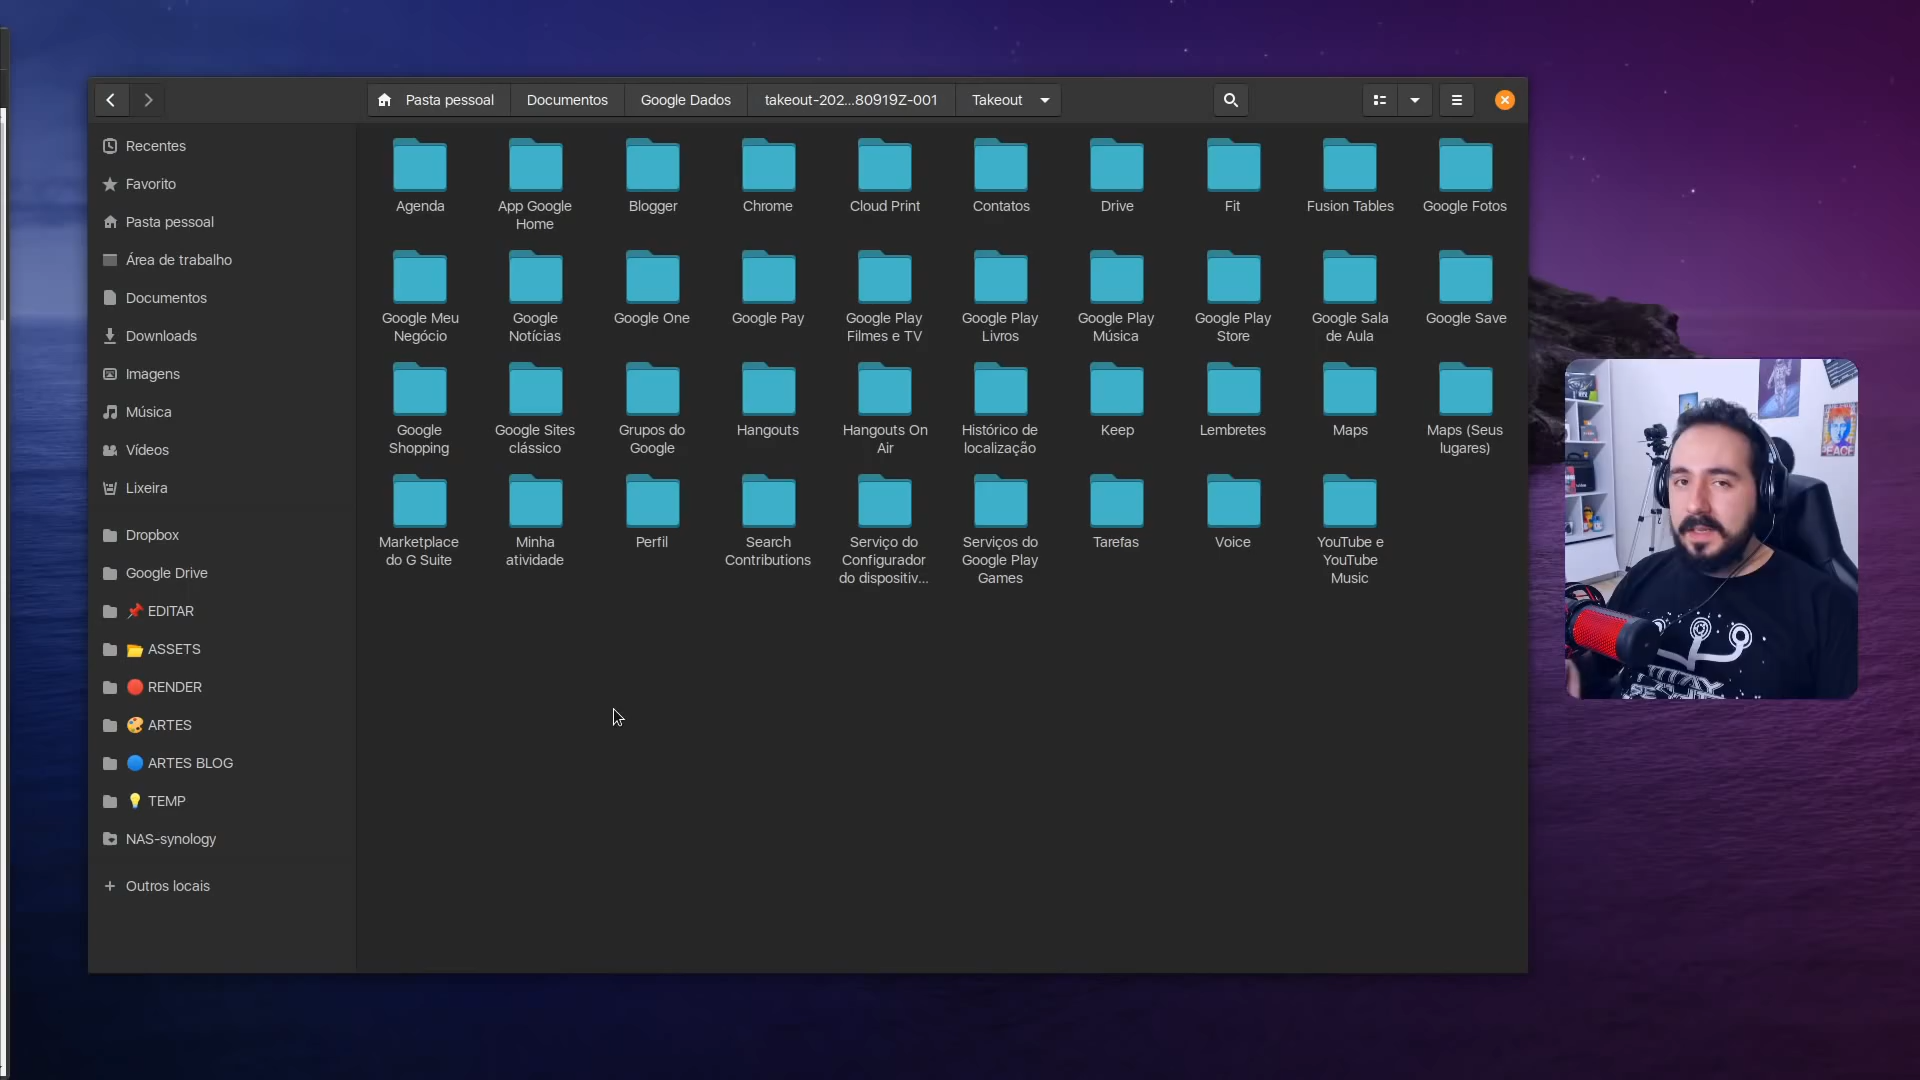 Pasta pessoal
Documentos
Google Dados
takeout-202...80919Z-001
Takeout
Recentes
Favorito
Pasta pessoal
Área de trabalho
Documentos
Downloads
Imagens
Música
Vídeos
Lixeira
Dropbox
Google Drive
📌 EDITAR
📂 ASSETS
🔴 RENDER
🎨 ARTES
🔵 ARTES BLOG
💡 TEMP
NAS-synology
Outros locais
Agenda
App Google
Home
Blogger
Chrome
Cloud Print
Contatos
Drive
Fit
Fusion Tables
Google Fotos
Google Meu
Negócio
Google
Notícias
Google One
Google Pay
Google Play
Filmes e TV
Google Play
Livros
Google Play
Música
Google Play
Store
Google Sala
de Aula
Google Save
Google
Shopping
Google Sites
clássico
Grupos do
Google
Hangouts
Hangouts On
Air
Histórico de
localização
Keep
Lembretes
Maps
Maps (Seus
lugares)
Marketplace
do G Suite
Minha
atividade
Perfil
Search
Contributions
Serviço do
Configurador
do dispositiv...
Serviços do
Google Play
Games
Tarefas
Voice
YouTube e
YouTube
Music
PEACE